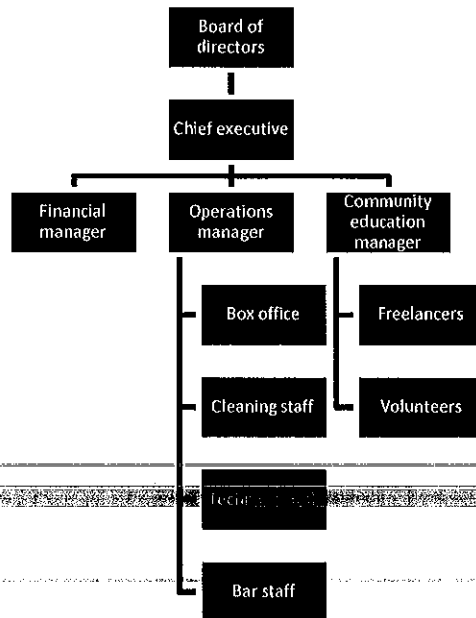 Board of
directors
Chief executive
Financial
manager
Operations
manager
Community
education
manager
Box office
Freelancers
Cleaning staff
Volunteers
Bar staff